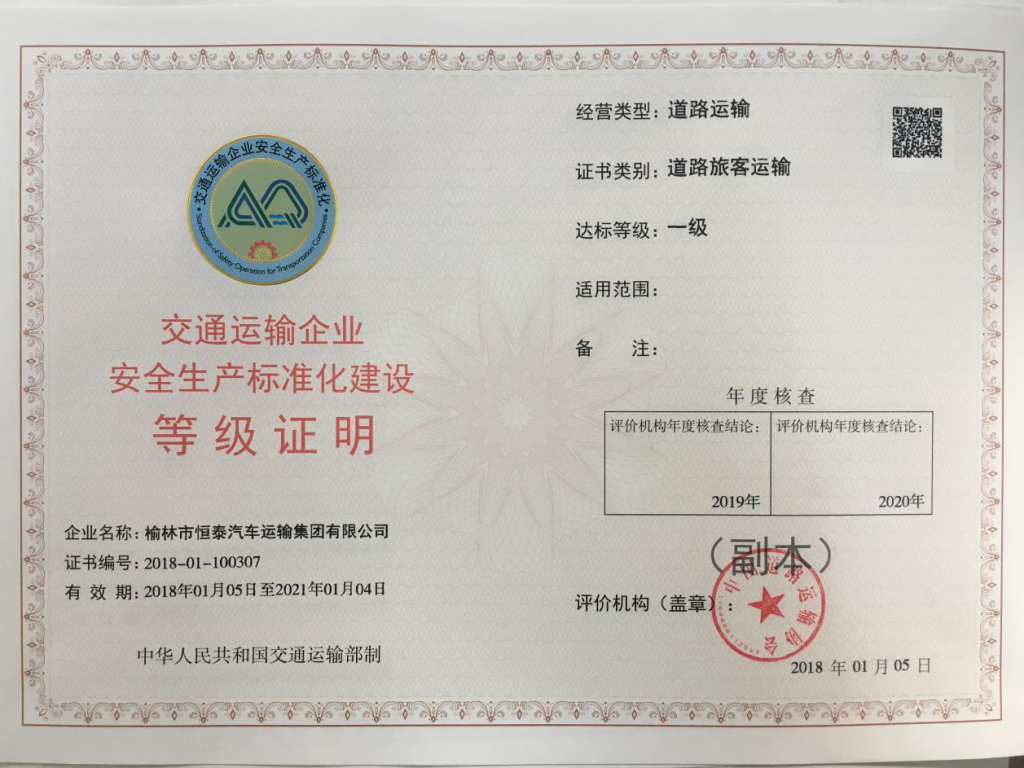 交通运输企业安全生产标准化
Standization of Safety Operation for Transportation Companies
交通运输企业
安全生产标准化建设
等级证明
企业名称：榆林市恒泰汽车运输集团有限公司
证书编号：2018-01-100307
有 效 期：2018年01月05日至2021年01月04日
中华人民共和国交通运输部制
经营类型：道路运输
证书类别：道路旅客运输
达标等级：一级
适用范围：
备　　注：
年度核查
评价机构年度核查结论：
2019年
评价机构年度核查结论：
2020年
（副本）
评价机构（盖章）：
道路运输协会
2018 年 01 月 05 日